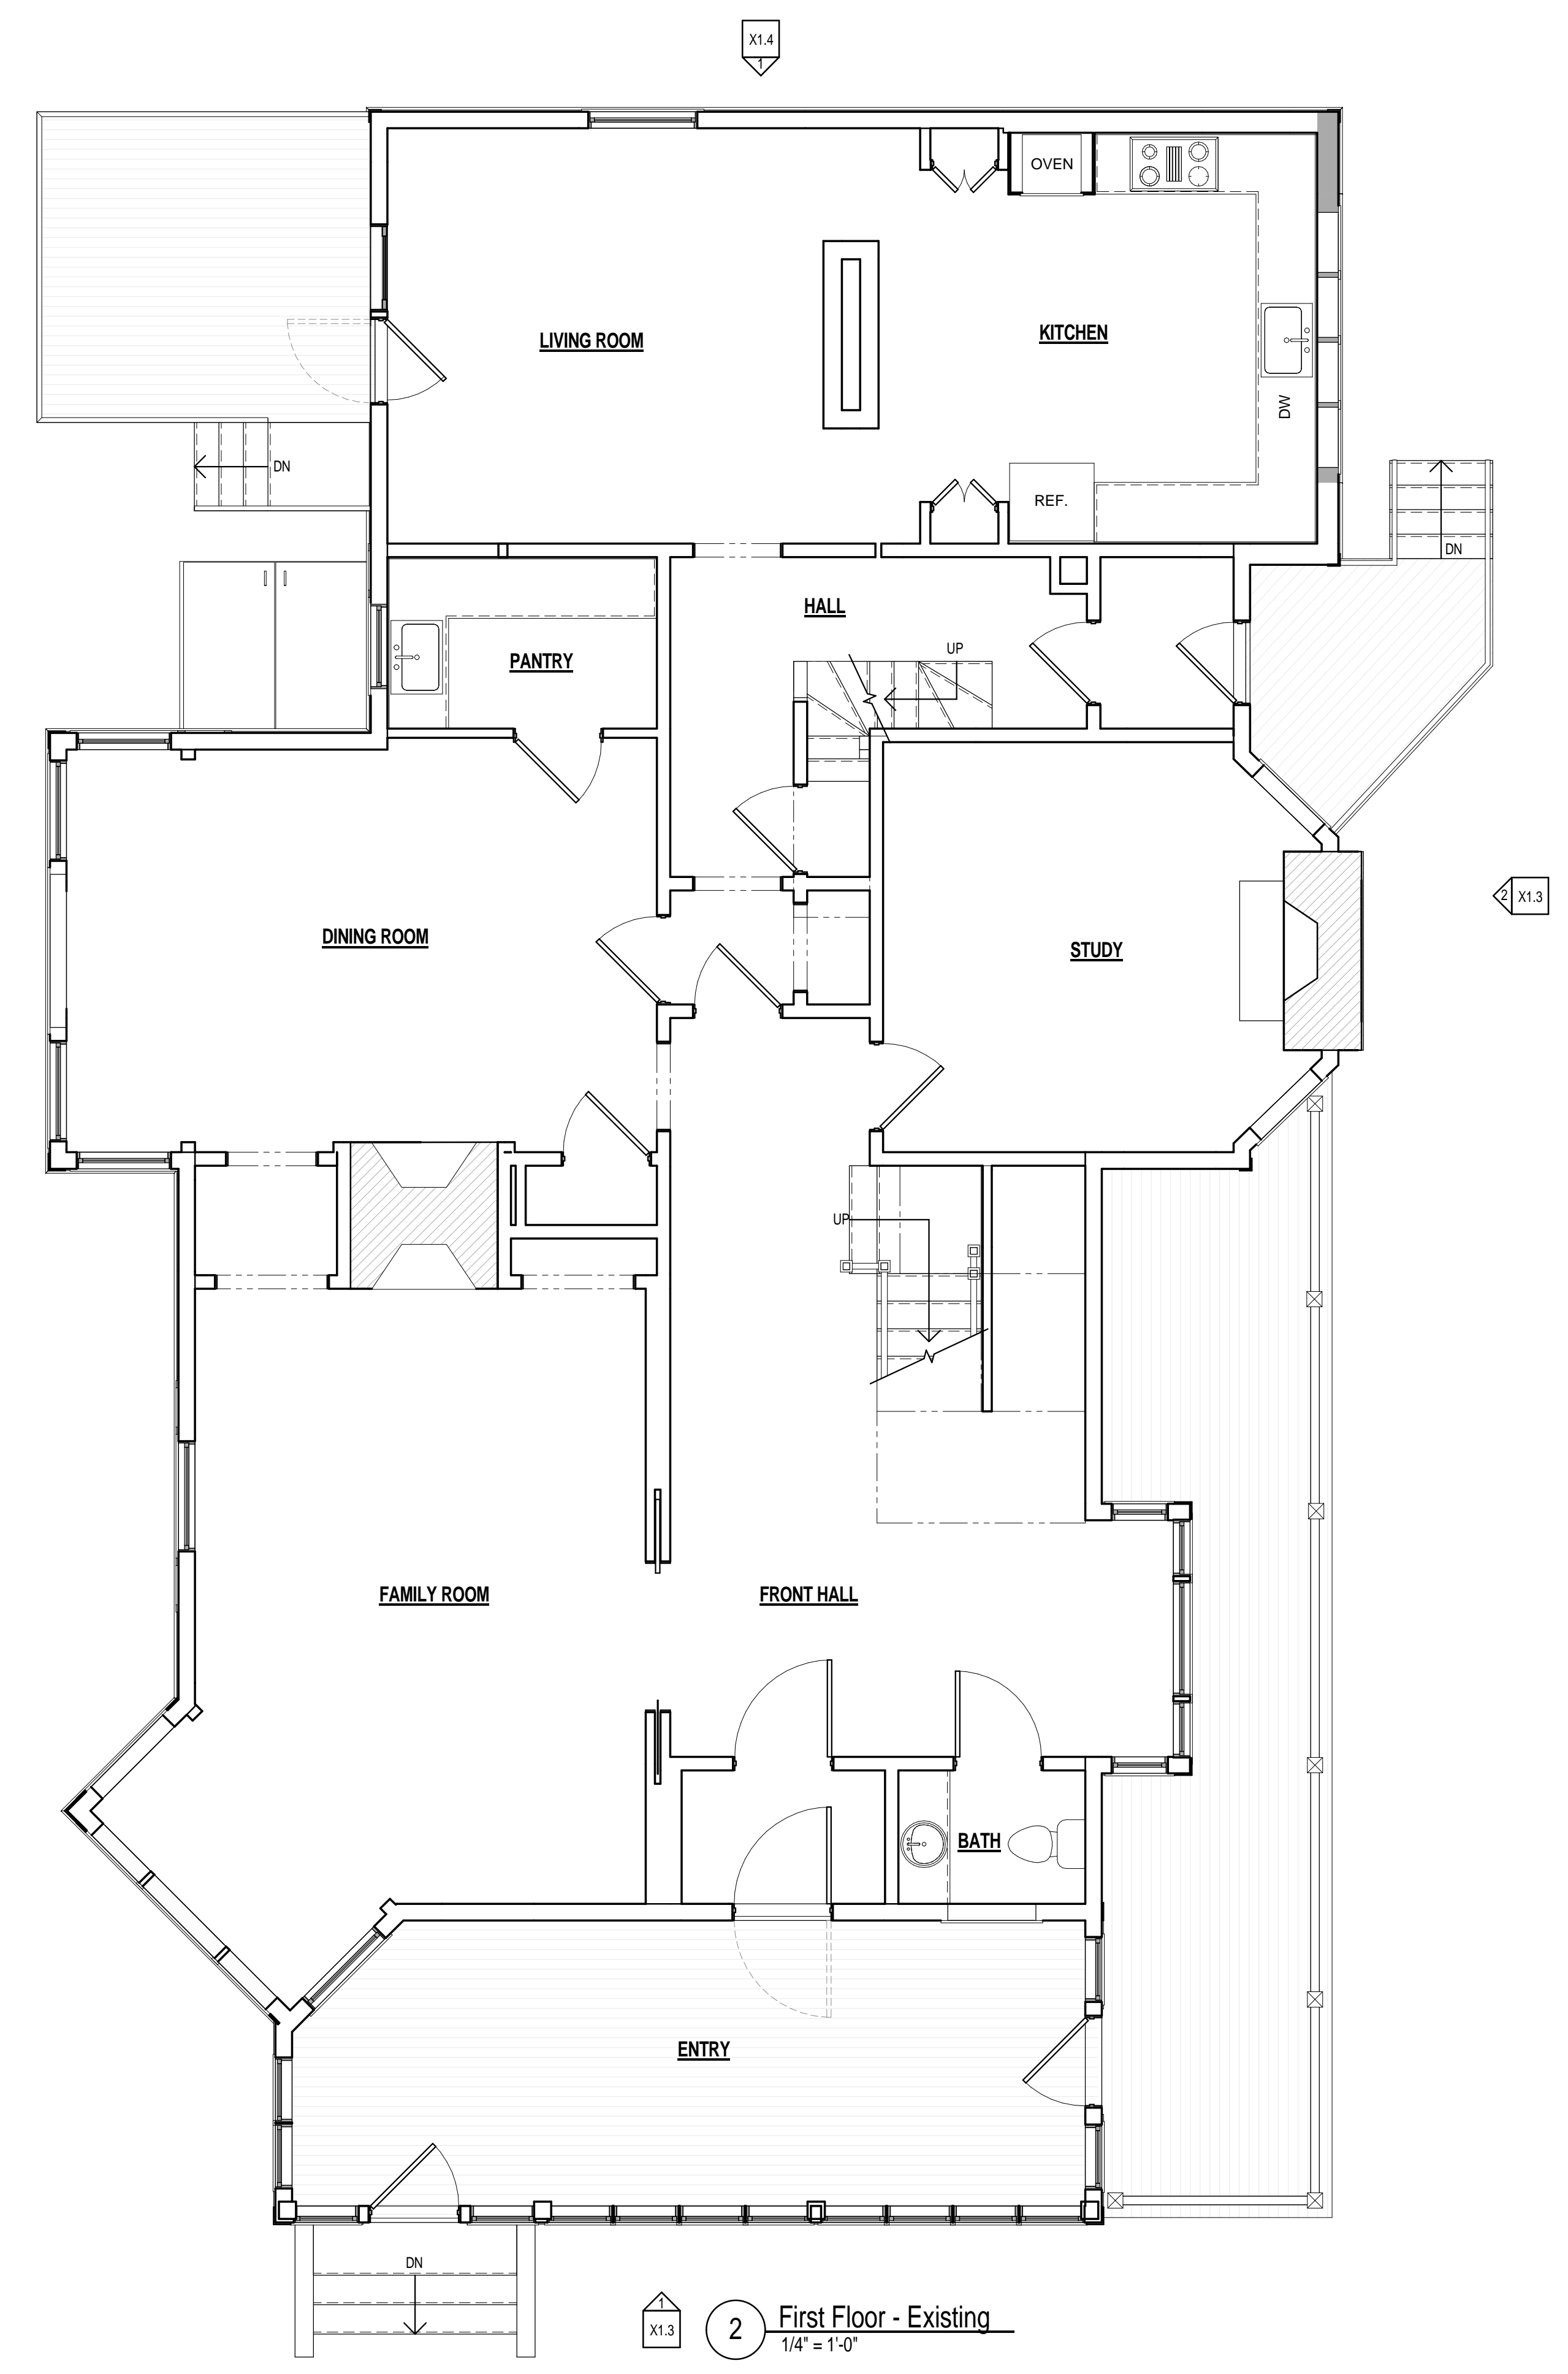 X1.4
1
OVEN
LIVING ROOM
KITCHEN
DW
DN
REF.
DN
HALL
UP
PANTRY
2
X1.3
DINING ROOM
STUDY
UP
FAMILY ROOM
FRONT HALL
BATH
ENTRY
DN
1
X1.3
2
First Floor - Existing
1/4" = 1'-0"